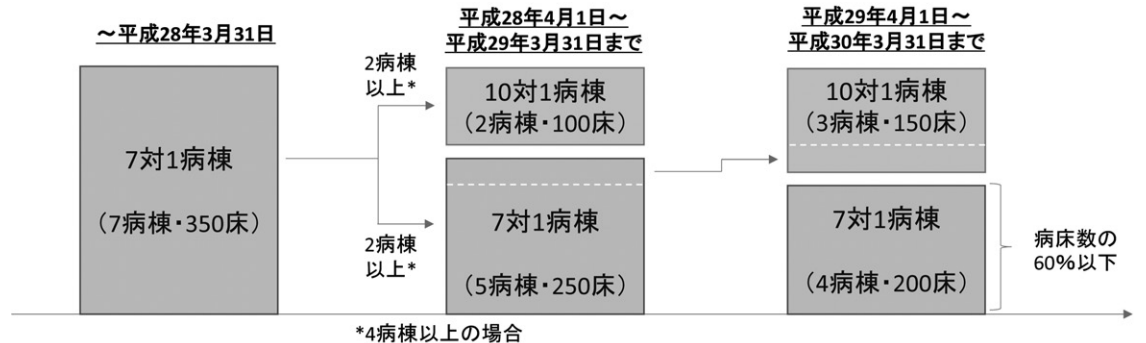 ～平成28年3月31日
平成28年4月1日～
平成29年3月31日まで
平成29年4月1日～
平成30年3月31日まで
7対1病棟
（7病棟・350床）
2病棟
以上*
2病棟
以上*
10対1病棟
（2病棟・100床）
7対1病棟
（5病棟・250床）
10対1病棟
（3病棟・150床）
7対1病棟
（4病棟・200床）
病床数の
60%以下
*4病棟以上の場合